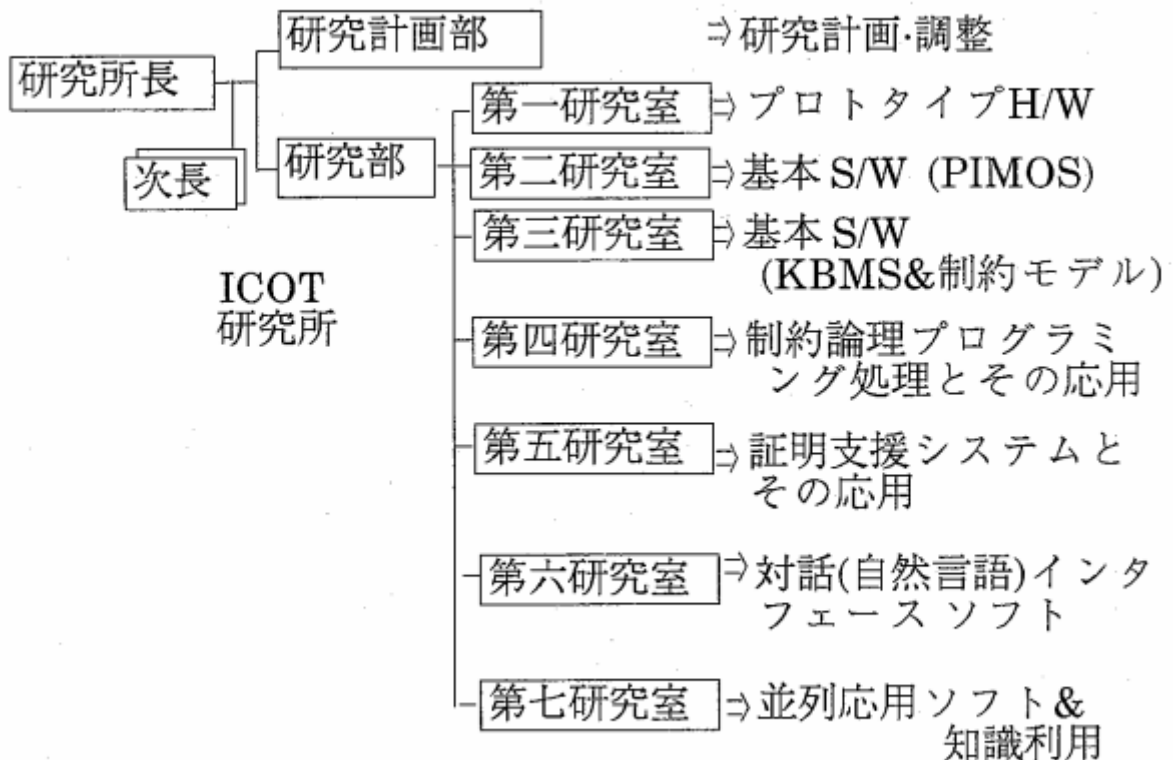 研究計画部 ⇒研究計画・調整
研究所長
第一研究室 ⇒ プロトタイプH/W
次長
研究部
第二研究室 ⇒ 基本 S/W (PIMOS)
第三研究室 ⇒ 基本 S/W
(KBMS&制約モデル)
ICOT
研究所
第四研究室 ⇒ 制約論理プログラミ
ング処理とその応用
第五研究室 ⇒ 証明支援システムと
その応用
第六研究室 ⇒ 対話(自然言語)インタ
フェース ソフト
第七研究室 ⇒ 並列応用ソフト&
知識利用